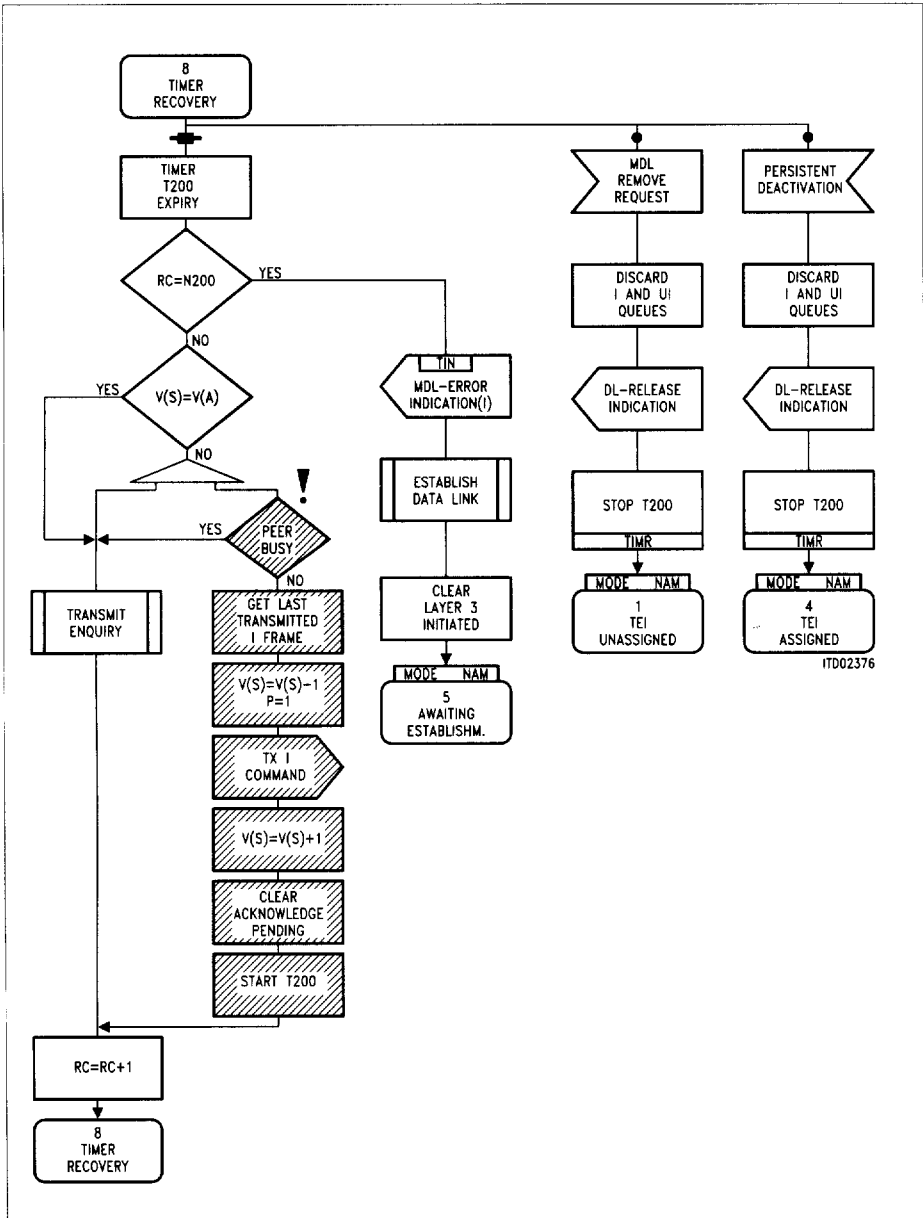 8
TIMER
RECOVERY
TIMER
T200
EXPIRY
RC=N200
YES
NO
V(S)=V(A)
YES
NO
PEER
BUSY
!
YES
NO
TRANSMIT
ENQUIRY
GET LAST
TRANSMITTED
I FRAME
V(S)=V(S)-1
P=1
TX I
COMMAND
V(S)=V(S)+1
CLEAR
ACKNOWLEDGE
PENDING
START T200
RC=RC+1
8
TIMER
RECOVERY
TIN
MDL-ERROR
INDICATION(I)
ESTABLISH
DATA LINK
CLEAR
LAYER 3
INITIATED
MODE NAM
5
AWAITING
ESTABLISHM.
MDL
REMOVE
REQUEST
DISCARD
I AND UI
QUEUES
DL-RELEASE
INDICATION
STOP T200
TIMR
MODE NAM
1
TEI
UNASSIGNED
PERSISTENT
DEACTIVATION
DISCARD
I AND UI
QUEUES
DL-RELEASE
INDICATION
STOP T200
TIMR
MODE NAM
4
TEI
ASSIGNED
ITD02376